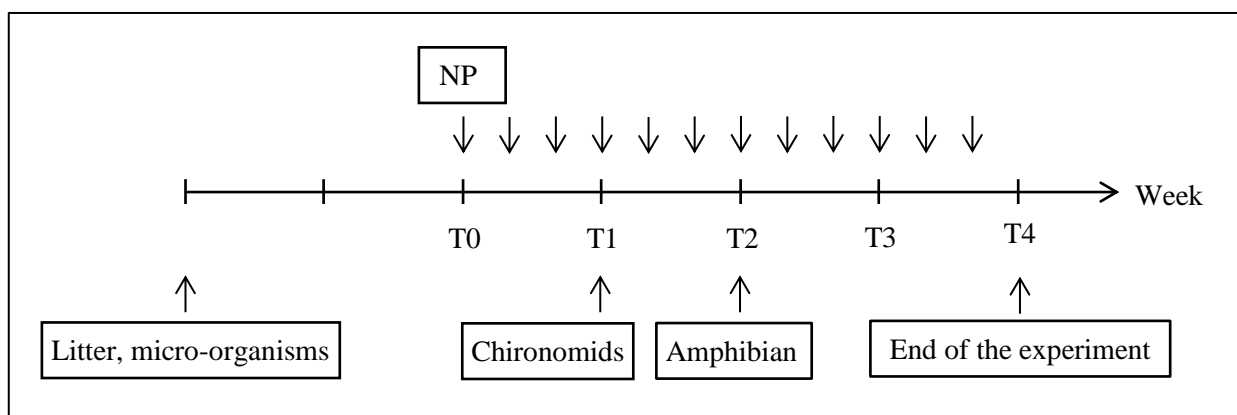 NP
Week
T0
T1
T2
T3
T4
Litter, micro-organisms
Chironomids
Amphibian
End of the experiment